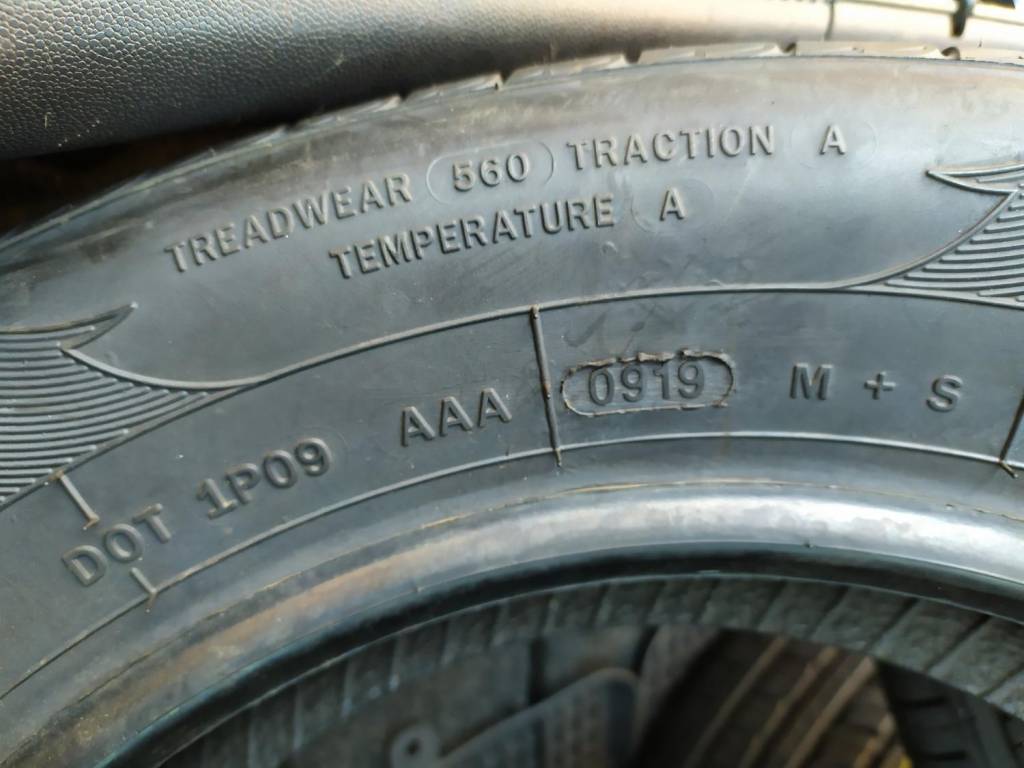 TREADWEAR 560 TRACTION A
TEMPERATURE A
DOT 1P09 AAA 0919 M + S